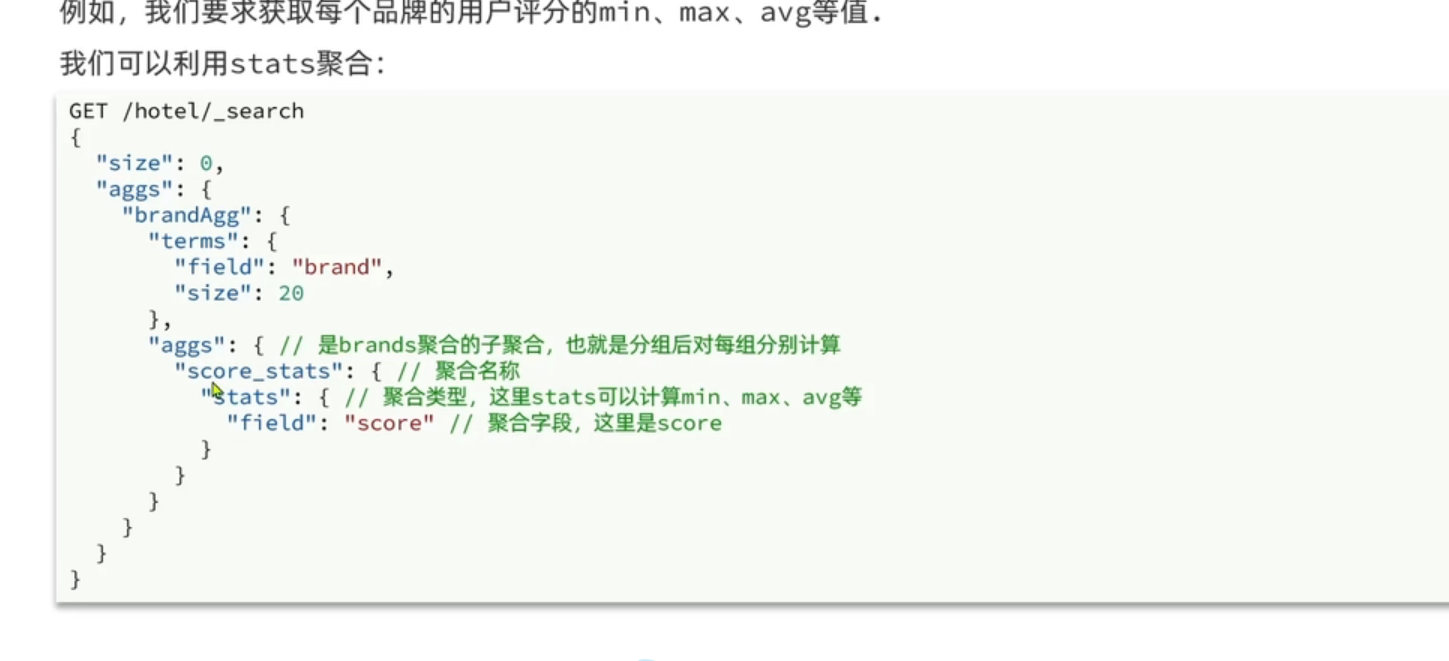 例如，我们要求获取每个品牌的用户评分的min、max、avg等值.
我们可以利用stats聚合：
GET /hotel/_search
{
  "size": 0,
  "aggs": {
    "brandAgg": {
      "terms": {
        "field": "brand",
        "size": 20
      },
      "aggs": { // 是brands聚合的子聚合，也就是分组后对每组分别计算
        "score_stats": { // 聚合名称
          "stats": { // 聚合类型，这里stats可以计算min、max、avg等
            "field": "score" // 聚合字段，这里是score
          }
        }
      }
    }
  }
}